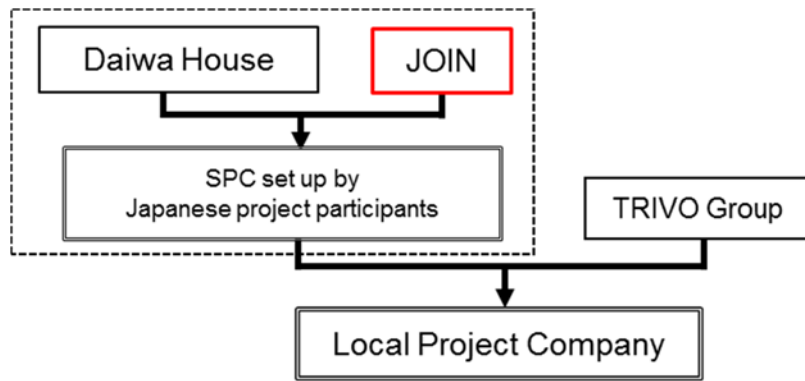 Daiwa House
JOIN
SPC set up by
Japanese project participants
TRIVO Group
Local Project Company